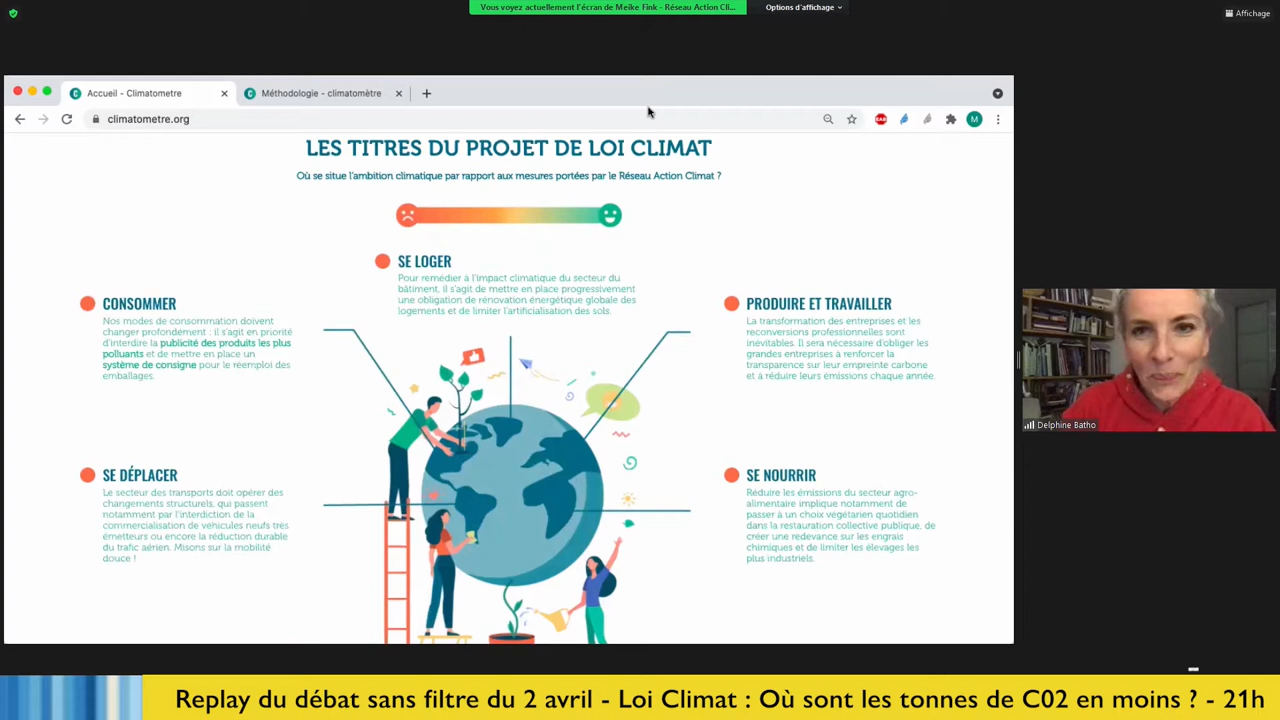 Vous voyez actuellement l'écran de Meike Fink - Réseau Action Cli...
Options d'affichage
Affichage
Accueil - Climatometre
Méthodologie - climatomètre
climatometre.org
EAB
M
LES TITRES DU PROJET DE LOI CLIMAT
Où se situe l'ambition climatique par rapport aux mesures portées par le Réseau Action Climat ?
SE LOGER
Pour remédier à l'impact climatique du secteur du
bâtiment, il s'agit de mettre en place progressivement
une obligation de rénovation énergétique globale des
logements et de limiter l'artificialisation des sols.
CONSOMMER
Nos modes de consommation doivent
changer profondément : il s'agit en priorité
d'interdire la publicité des produits les plus
polluants et de mettre en place un
système de consigne pour le réemploi des
emballages.
PRODUIRE ET TRAVAILLER
La transformation des entreprises et les
reconversions professionnelles sont
inévitables. Il sera nécessaire d'obliger les
grandes entreprises à renforcer la
transparence sur leur empreinte carbone
et à réduire leurs émissions chaque année.
SE DÉPLACER
Le secteur des transports doit opérer des
changements structurels, qui passent
notamment par l'interdiction de la
commercialisation de véhicules neufs très
émetteurs ou encore la réduction durable
du trafic aérien. Misons sur la mobilité
douce !
SE NOURRIR
Réduire les émissions du secteur agro-
alimentaire implique notamment de
passer à un choix végétarien quotidien
dans la restauration collective publique, de
créer une redevance sur les engrais
chimiques et de limiter les élevages les
plus industriels.
Delphine Batho
Replay du débat sans filtre du 2 avril - Loi Climat : Où sont les tonnes de C02 en moins ? - 21h